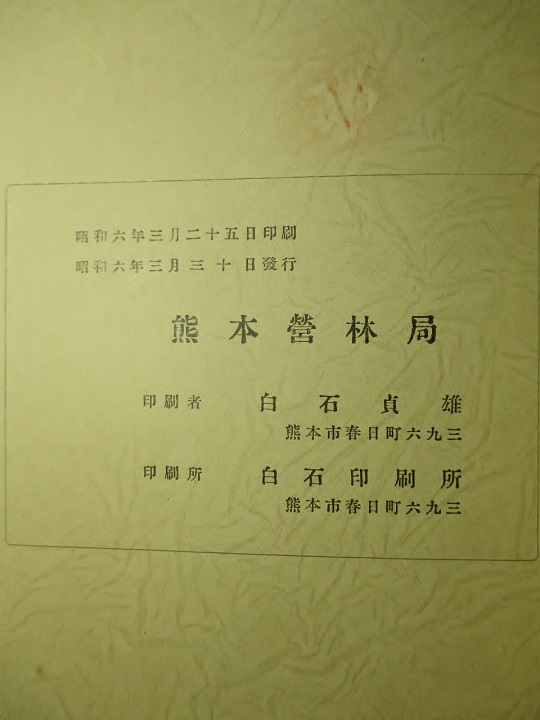 昭和六年三月二十五日印刷
昭和六年三月三十日發行
熊本營林局
印刷者 白石貞雄
熊本市春日町六九三
印刷所 白石印刷所
熊本市春日町六九三